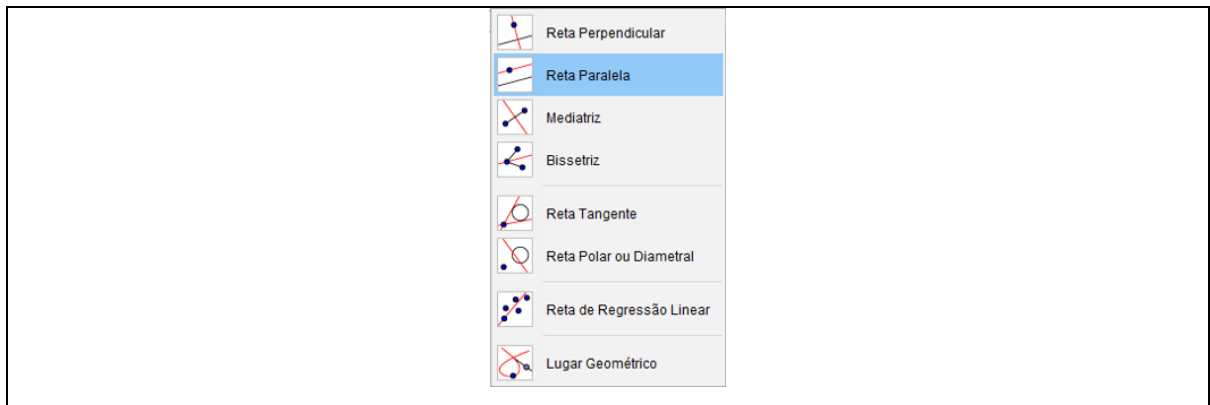 Reta Perpendicular
Reta Paralela
Mediatriz
Bissetriz
Reta Tangente
Reta Polar ou Diametral
Reta de Regressão Linear
Lugar Geométrico